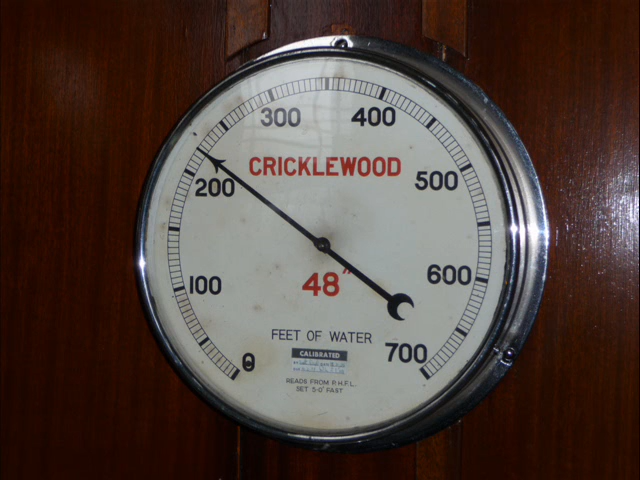 300 400
CRICKLEWOOD
200 500
100 48" 600
FEET OF WATER
0 700
CALIBRATED
READS FROM R.H.F.L.
SET 5-0' FAST